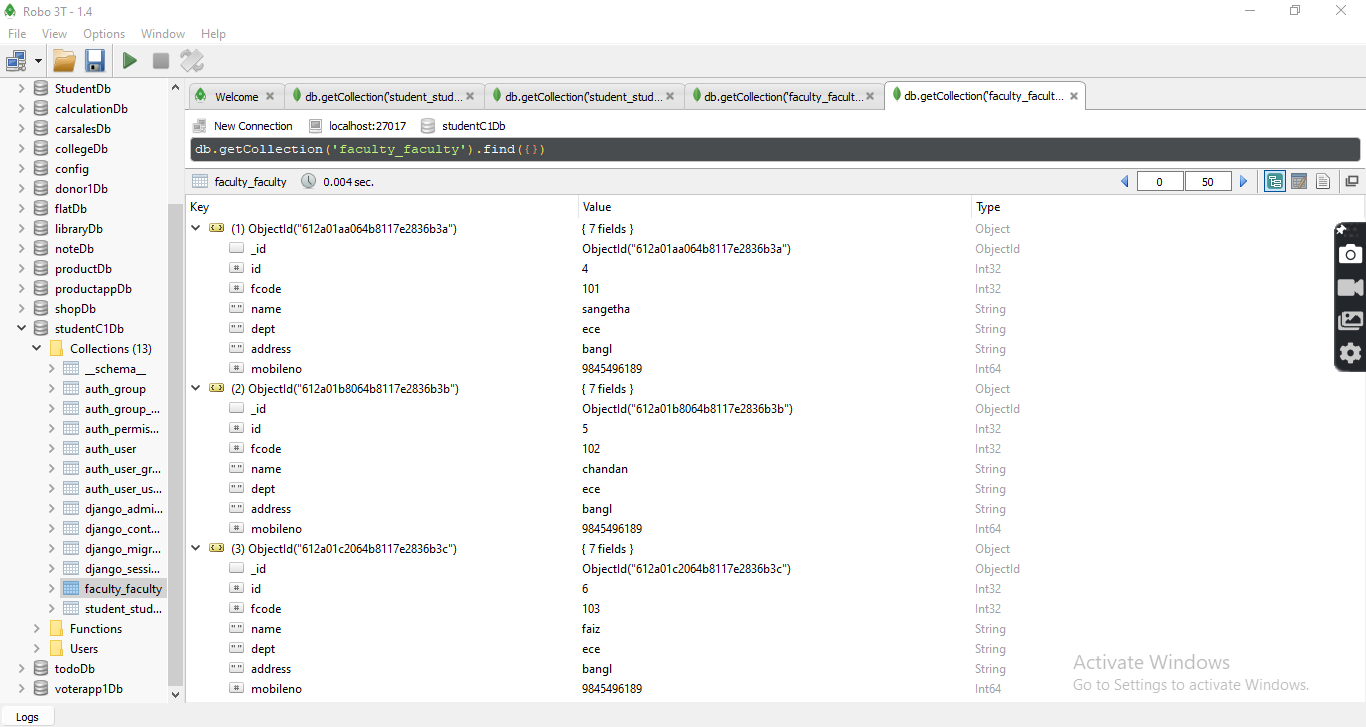 Robo 3T - 1.4
File View Options Window Help
StudentDb
calculationDb
carsalesDb
collegeDb
config
donor1Db
flatDb
libraryDb
noteDb
productDb
productappDb
shopDb
studentC1Db
Collections (13)
__schema__
auth_group
auth_group_...
auth_permis...
auth_user
auth_user_gr...
auth_user_us...
django_admi...
django_cont...
django_migr...
django_sessi...
faculty_faculty
student_stud...
Functions
Users
todoDb
voterapp1Db
Welcome db.getCollection('student_stud... db.getCollection('student_stud... db.getCollection('faculty_facult... db.getCollection('faculty_facult...
New Connection localhost:27017 studentC1Db
db.getCollection('faculty_faculty').find({})
faculty_faculty 0.004 sec. 0 50
Key Value Type
(1) ObjectId("612a01aa064b8117e2836b3a") { 7 fields } Object
_id ObjectId("612a01aa064b8117e2836b3a") ObjectId
id 4 Int32
fcode 101 Int32
name sangetha String
dept ece String
address bangl String
mobileno 9845496189 Int64
(2) ObjectId("612a01b8064b8117e2836b3b") { 7 fields } Object
_id ObjectId("612a01b8064b8117e2836b3b") ObjectId
id 5 Int32
fcode 102 Int32
name chandan String
dept ece String
address bangl String
mobileno 9845496189 Int64
(3) ObjectId("612a01c2064b8117e2836b3c") { 7 fields } Object
_id ObjectId("612a01c2064b8117e2836b3c") ObjectId
id 6 Int32
fcode 103 Int32
name faiz String
dept ece String
address bangl String
mobileno 9845496189 Int64
Activate Windows
Go to Settings to activate Windows.
Logs